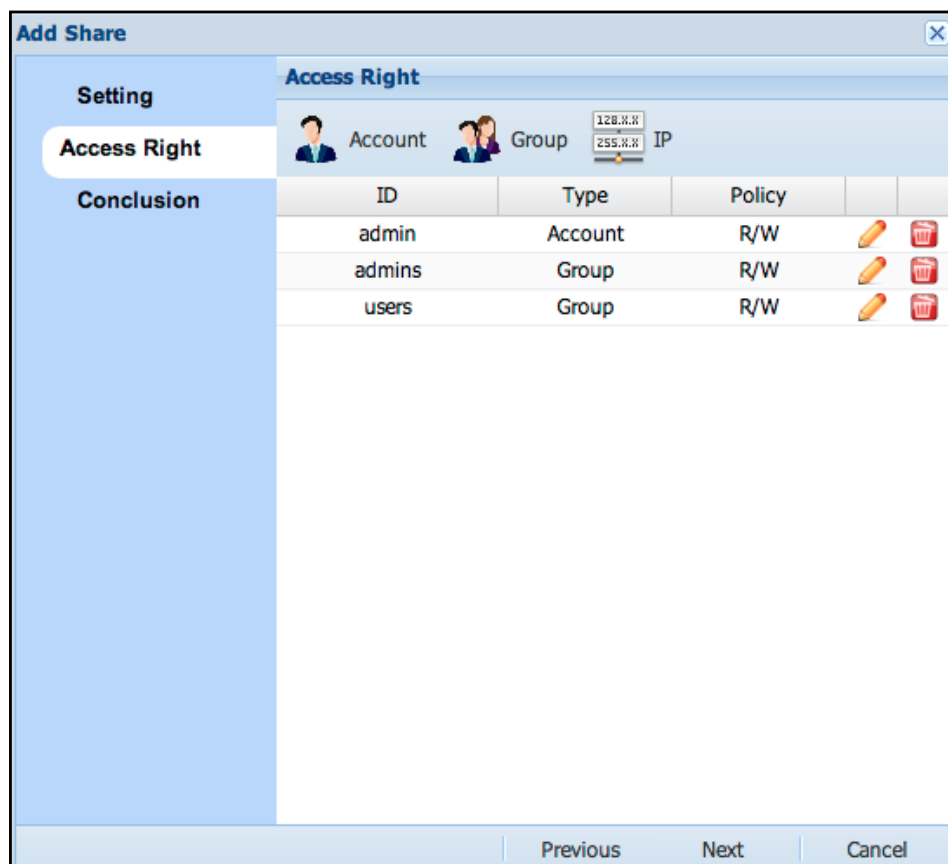 Add Share
Setting
Access Right
Conclusion
Access Right
Account Group 128.X.X 255.X.X IP
ID Type Policy
admin Account R/W
admins Group R/W
users Group R/W
Previous Next Cancel